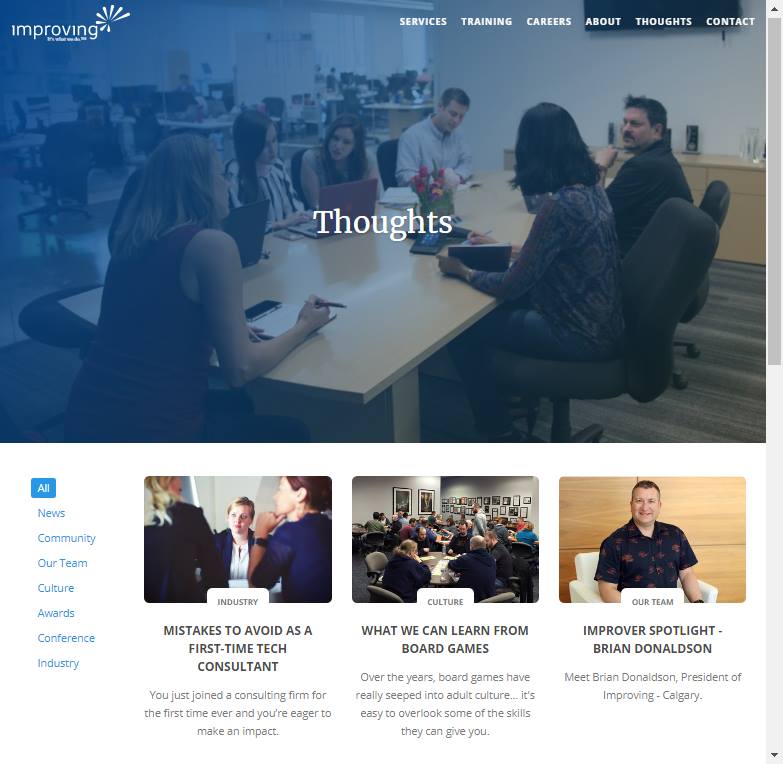 improving
It's what we do.™
SERVICES TRAINING CAREERS ABOUT THOUGHTS CONTACT
Thoughts
All
News
Community
Our Team
Culture
Awards
Conference
Industry
INDUSTRY
MISTAKES TO AVOID AS A
FIRST-TIME TECH
CONSULTANT
You just joined a consulting firm for
the first time ever and you're eager to
make an impact.
CULTURE
WHAT WE CAN LEARN FROM
BOARD GAMES
Over the years, board games have
really seeped into adult culture... it's
easy to overlook some of the skills
they can give you.
OUR TEAM
IMPROVER SPOTLIGHT -
BRIAN DONALDSON
Meet Brian Donaldson, President of
Improving - Calgary.